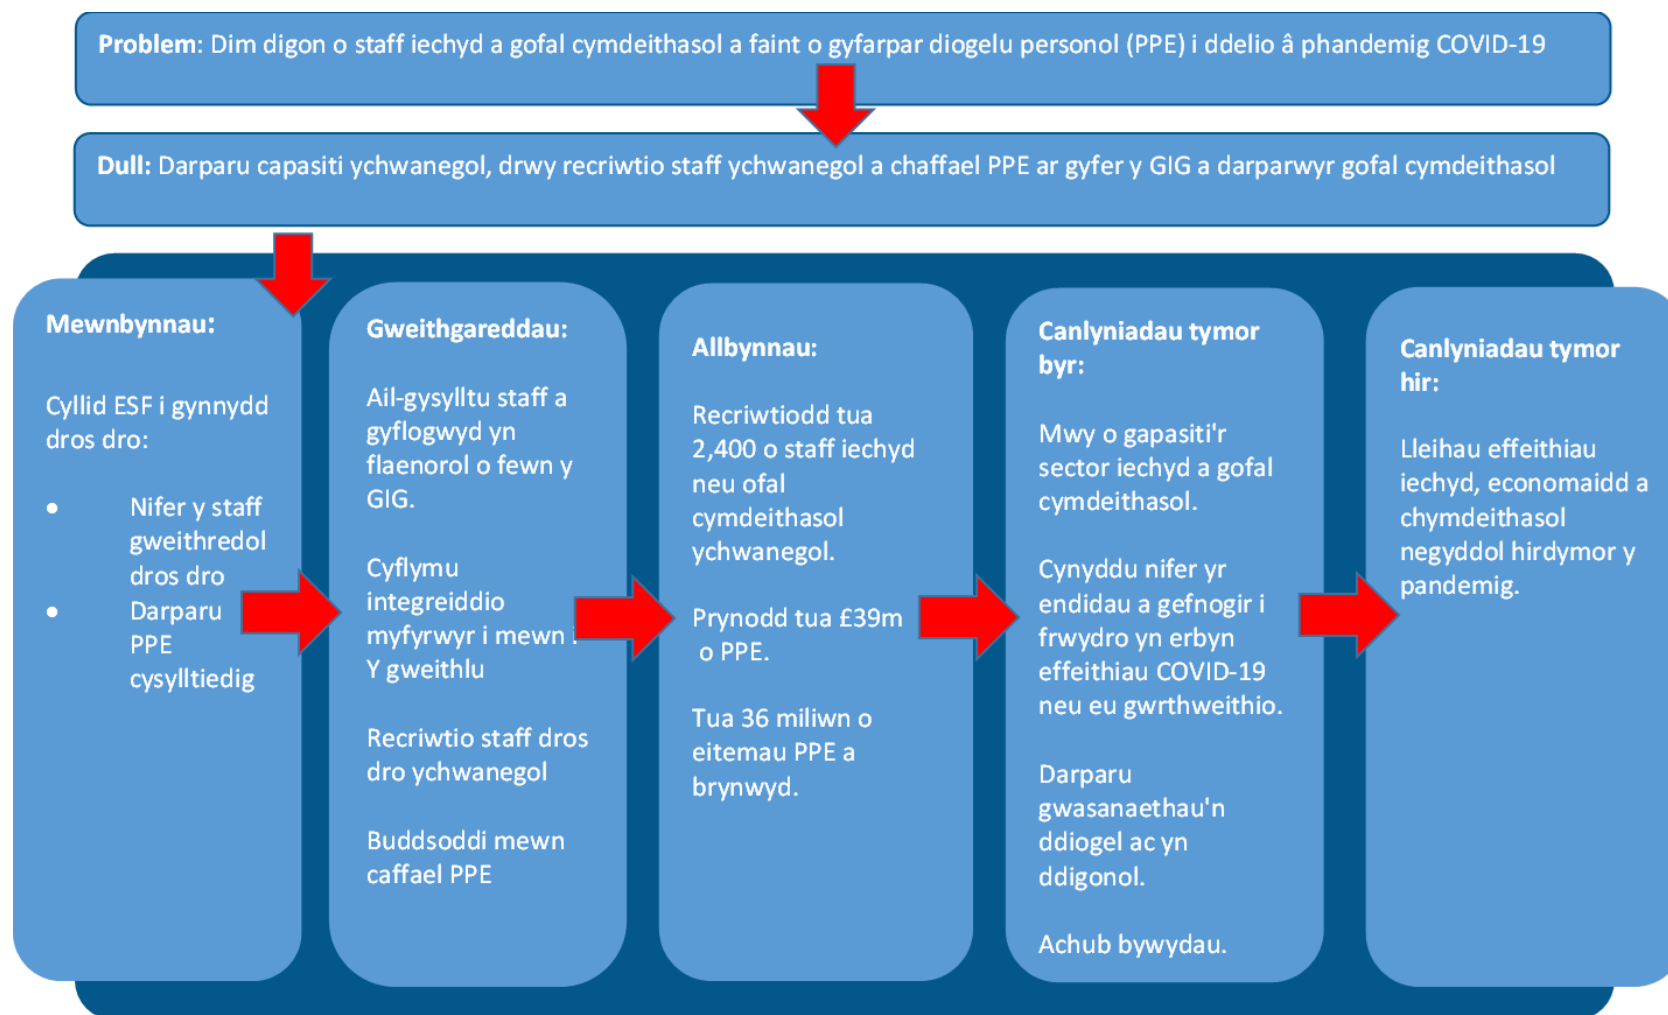 Problem: Dim digon o staff iechyd a gofal cymdeithasol a faint o gyfarpar diogelu personol (PPE) i ddelio â phandemig COVID-19
Dull: Darparu capasiti ychwanegol, drwy recriwtio staff ychwanegol a chaffael PPE ar gyfer y GIG a darparwyr gofal cymdeithasol
Mewnbynnau:
Cyllid ESF i gynnydd
dros dro:
• Nifer y staff
gweithredol
dros dro
• Darparu
PPE
cysylltiedig
Gweithgareddau:
Ail-gysylltu staff a
gyflogwyd yn
flaenorol o fewn y
GIG.
Cyflymu
integreiddio
myfyrwyr i mewn i
Y gweithlu
Recriwtio staff dros
dro ychwanegol
Buddsoddi mewn
caffael PPE
Allbynnau:
Recriwtiodd tua
2,400 o staff iechyd
neu ofal
cymdeithasol
ychwanegol.
Prynodd tua £39m
o PPE.
Tua 36 miliwn o
eitemau PPE a
brynwyd.
Canlyniadau tymor
byr:
Mwy o gapasiti'r
sector iechyd a gofal
cymdeithasol.
Cynyddu nifer yr
endidau a gefnogir i
frwydro yn erbyn
effeithiau COVID-19
neu eu gwrthweithio.
Darparu
gwasanaethau'n
ddiogel ac yn
ddigonol.
Achub bywydau.
Canlyniadau tymor
hir:
Lleihau effeithiau
iechyd, economaidd a
chymdeithasol
negyddol hirdymor y
pandemig.